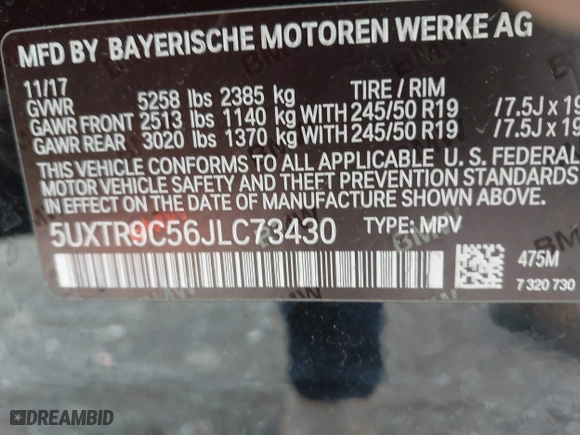 MFD BY BAYERISCHE MOTOREN WERKE AG
11/17 TIRE / RIM
GVWR 5258 lbs 2385 kg
GAWR FRONT 2513 lbs 1140 kg WITH 245/50 R19 /7.5J x 19
GAWR REAR 3020 lbs 1370 kg WITH 245/50 R19 /7.5J x 19
THIS VEHICLE CONFORMS TO ALL APPLICABLE U. S. FEDERAL
MOTOR VEHICLE SAFETY AND THEFT PREVENTION STANDARDS
IN EFFECT ON THE DATE OF MANUFACTURE SHOWN ABOVE.
5UXTR9C56JLC73430 TYPE: MPV
475M
7 320 730
DREAMBID